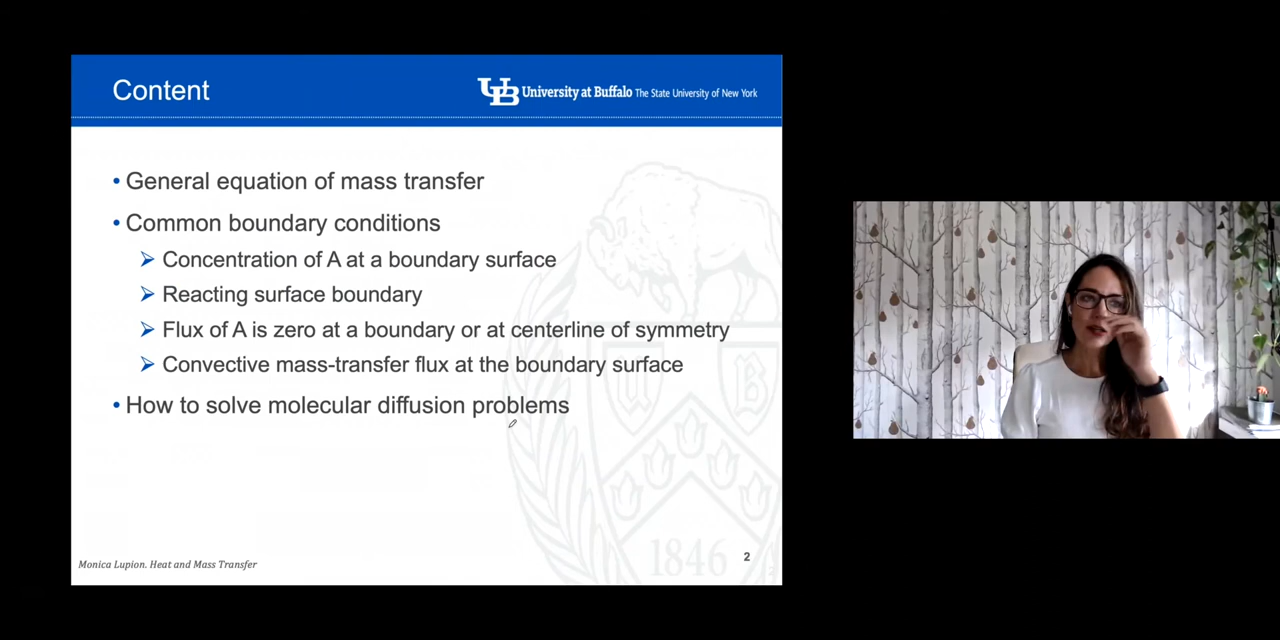 Content
UB University at Buffalo The State University of New York
• General equation of mass transfer
• Common boundary conditions
➢ Concentration of A at a boundary surface
➢ Reacting surface boundary
➢ Flux of A is zero at a boundary or at centerline of symmetry
➢ Convective mass-transfer flux at the boundary surface
• How to solve molecular diffusion problems
U B
1846
Monica Lupion. Heat and Mass Transfer
2